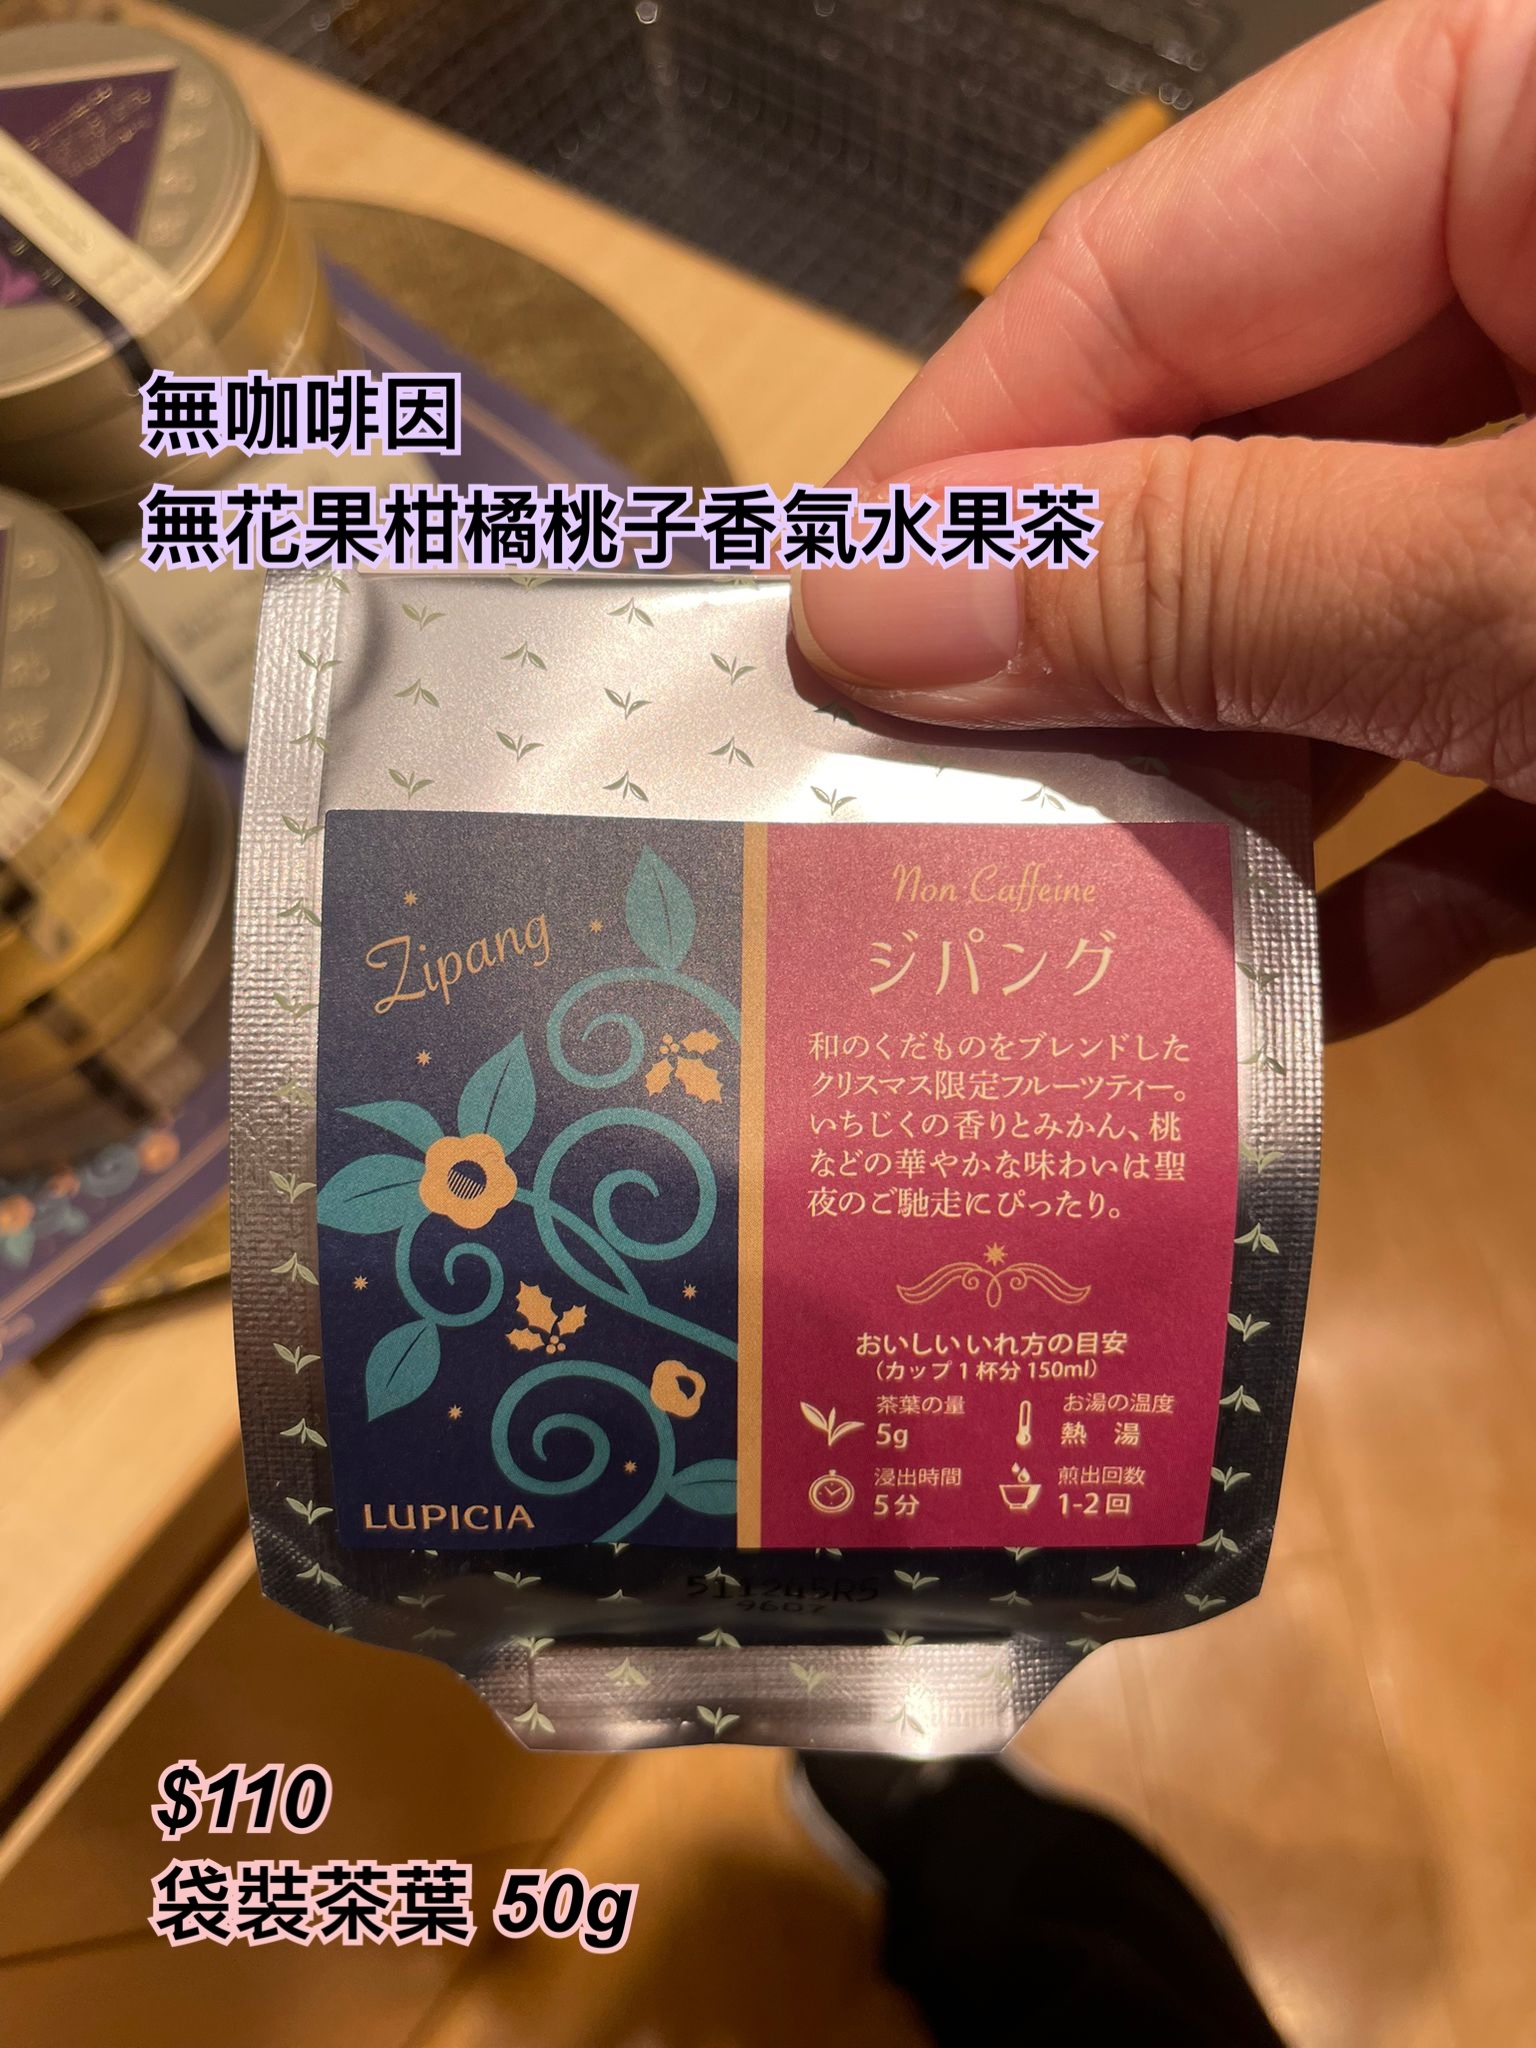 無咖啡因
無花果柑橘桃子香氣水果茶
Zipang
LUPICIA
Non Caffeine
ジパング
和のくだものをブレンドした
クリスマス限定フルーツティー。
いちじくの香りとみかん、桃
などの華やかな味わいは聖
夜のご馳走にぴったり。
おいしいいれ方の目安
（カップ 1 杯分 150ml）
茶葉の量
5g
お湯の温度
熱 湯
浸出時間
5分
煎出回数
1-2回
9607
$110
袋裝茶葉 50g